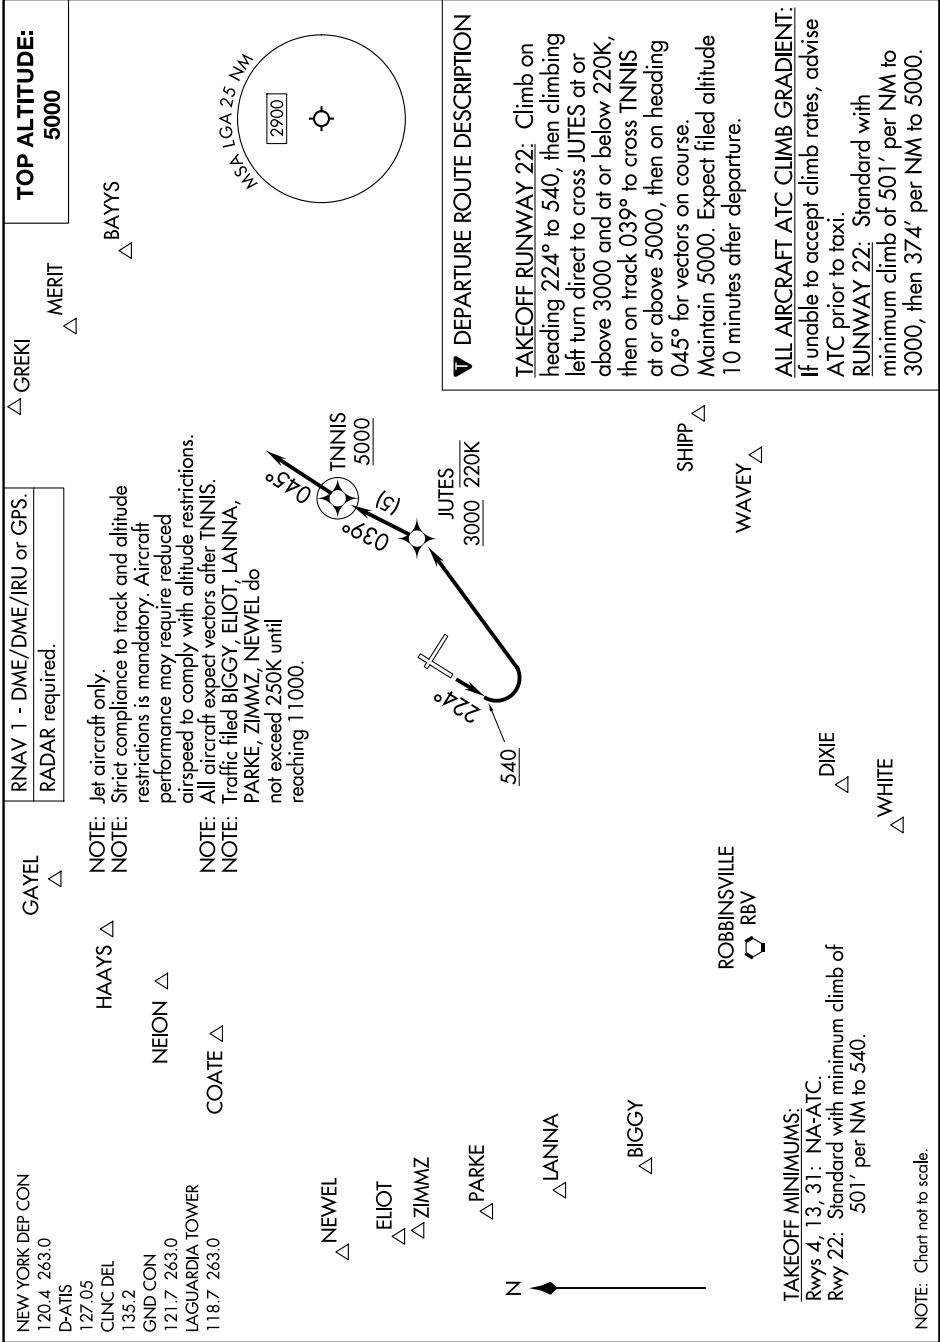 NEW YORK DEP CON
120.4 263.0
D-ATIS
127.05
CLNC DEL
135.2
GND CON
121.7 263.0
LAGUARDIA TOWER
118.7 263.0
RNAV 1 - DME/DME/IRU or GPS.
RADAR required.
TOP ALTITUDE:
5000
NOTE: Jet aircraft only.
NOTE: Strict compliance to track and altitude
restrictions is mandatory. Aircraft
performance may require reduced
airspeed to comply with altitude restrictions.
NOTE: All aircraft expect vectors after TNNIS.
NOTE: Traffic filed BIGGY, ELIOT, LANNA,
PARKE, ZIMMZ, NEWEL do
not exceed 250K until
reaching 11000.
GAYEL
HAAYS
NEION
COATE
GREKI
MERIT
BAYYS
MSA LGA 25 NM
2900
NEWEL
ELIOT
ZIMMZ
PARKE
LANNA
BIGGY
N
045°
TNNIS
5000
(5)
039°
JUTES
3000 220K
224°
540
SHIPP
WAVEY
DIXIE
WHITE
ROBBINSVILLE
RBV
TAKEOFF MINIMUMS:
Rwys 4, 13, 31: NA-ATC.
Rwy 22: Standard with minimum climb of
501' per NM to 540.
NOTE: Chart not to scale.
T DEPARTURE ROUTE DESCRIPTION
TAKEOFF RUNWAY 22: Climb on
heading 224° to 540, then climbing
left turn direct to cross JUTES at or
above 3000 and at or below 220K,
then on track 039° to cross TNNIS
at or above 5000, then on heading
045° for vectors on course.
Maintain 5000. Expect filed altitude
10 minutes after departure.
ALL AIRCRAFT ATC CLIMB GRADIENT:
If unable to accept climb rates, advise
ATC prior to taxi.
RUNWAY 22: Standard with
minimum climb of 501' per NM to
3000, then 374' per NM to 5000.